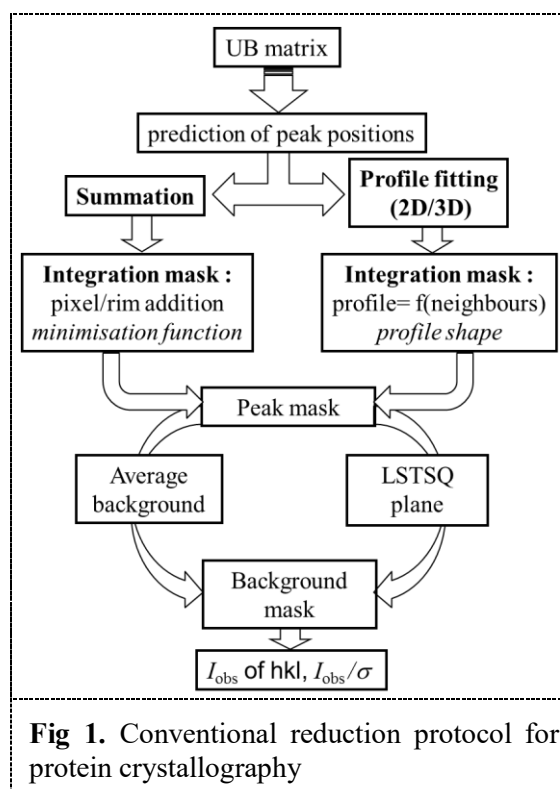 UB matrix
prediction of peak positions
Summation
Profile fitting
(2D/3D)
Integration mask :
pixel/rim addition
minimisation function
Integration mask :
profile= f(neighbours)
profile shape
Peak mask
Average
background
LSTSQ
plane
Background
mask
Iobs of hkl, Iobs/σ
Fig 1. Conventional reduction protocol for
protein crystallography